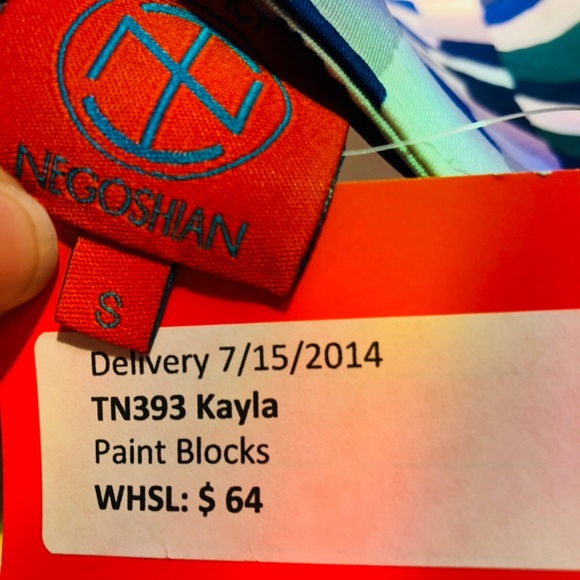 NEGOSHIAN
S
Delivery 7/15/2014
TN393 Kayla
Paint Blocks
WHSL: $ 64